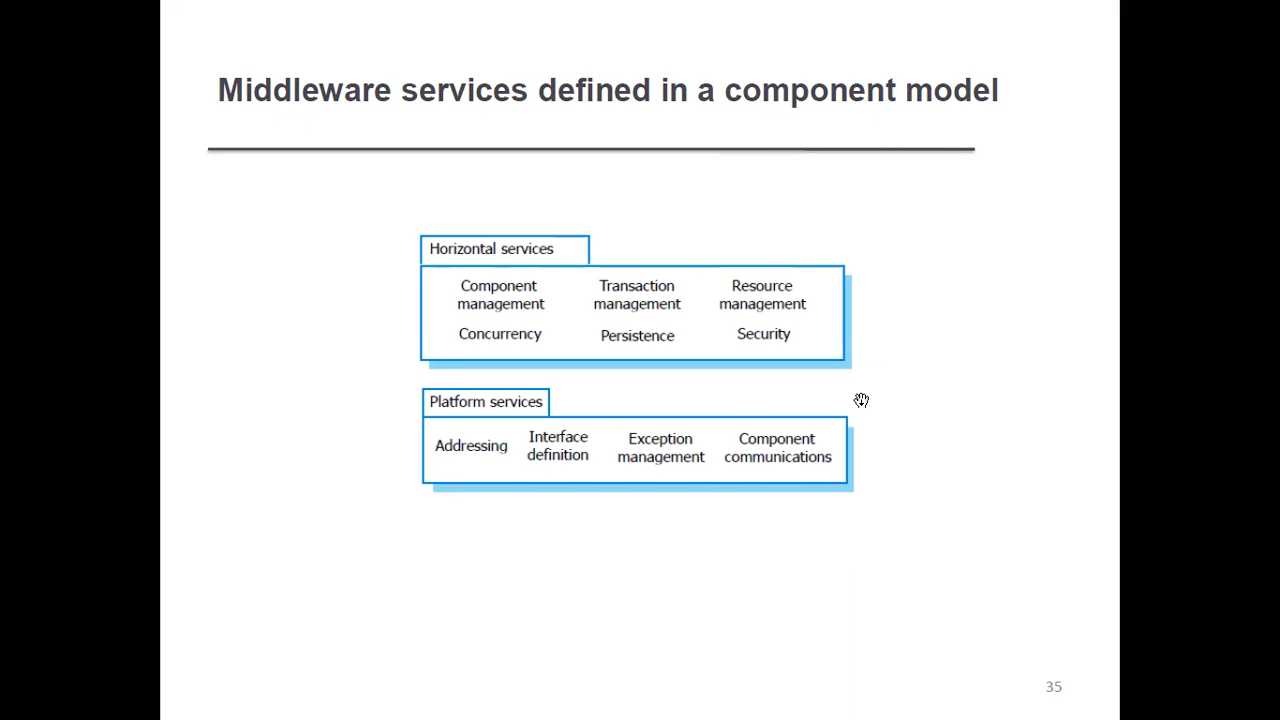 Middleware services defined in a component model
Horizontal services
Component management
Transaction management
Resource management
Concurrency
Persistence
Security
Platform services
Addressing
Interface definition
Exception management
Component communications
35